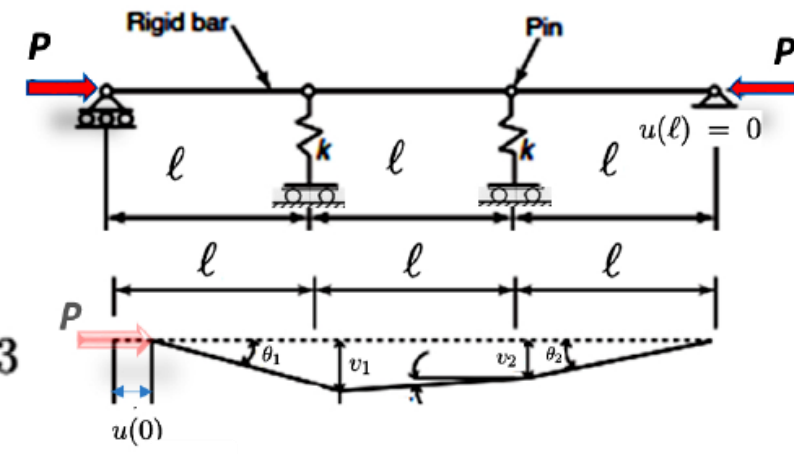 Rigid bar
Pin
P
P
k
k
u(ℓ) = 0
ℓ
ℓ
ℓ
ℓ
ℓ
ℓ
P
3
θ₁
v₁
v₂
θ₂
u(0)